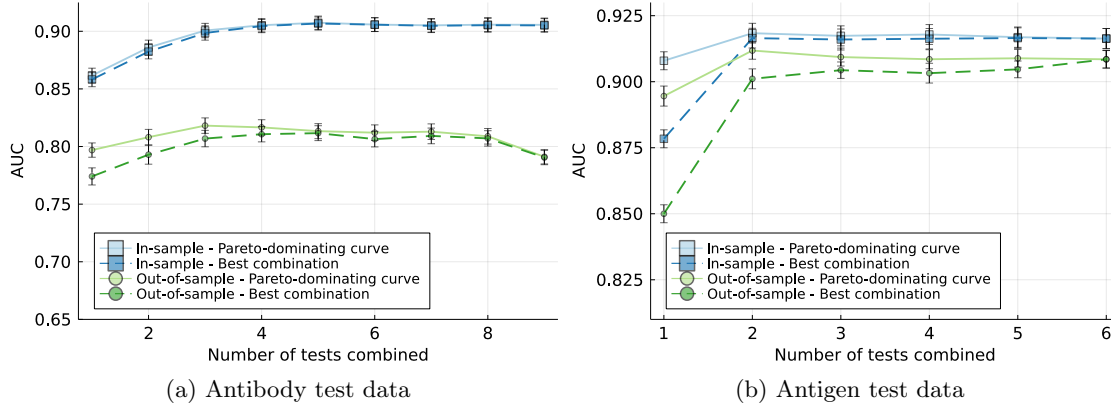 0.90
0.85
0.80
0.75
0.70
0.65
AUC
In-sample - Pareto-dominating curve
In-sample - Best combination
Out-of-sample - Pareto-dominating curve
Out-of-sample - Best combination
2 4 6 8
Number of tests combined
(a) Antibody test data
0.925
0.900
0.875
0.850
0.825
AUC
In-sample - Pareto-dominating curve
In-sample - Best combination
Out-of-sample - Pareto-dominating curve
Out-of-sample - Best combination
1 2 3 4 5 6
Number of tests combined
(b) Antigen test data